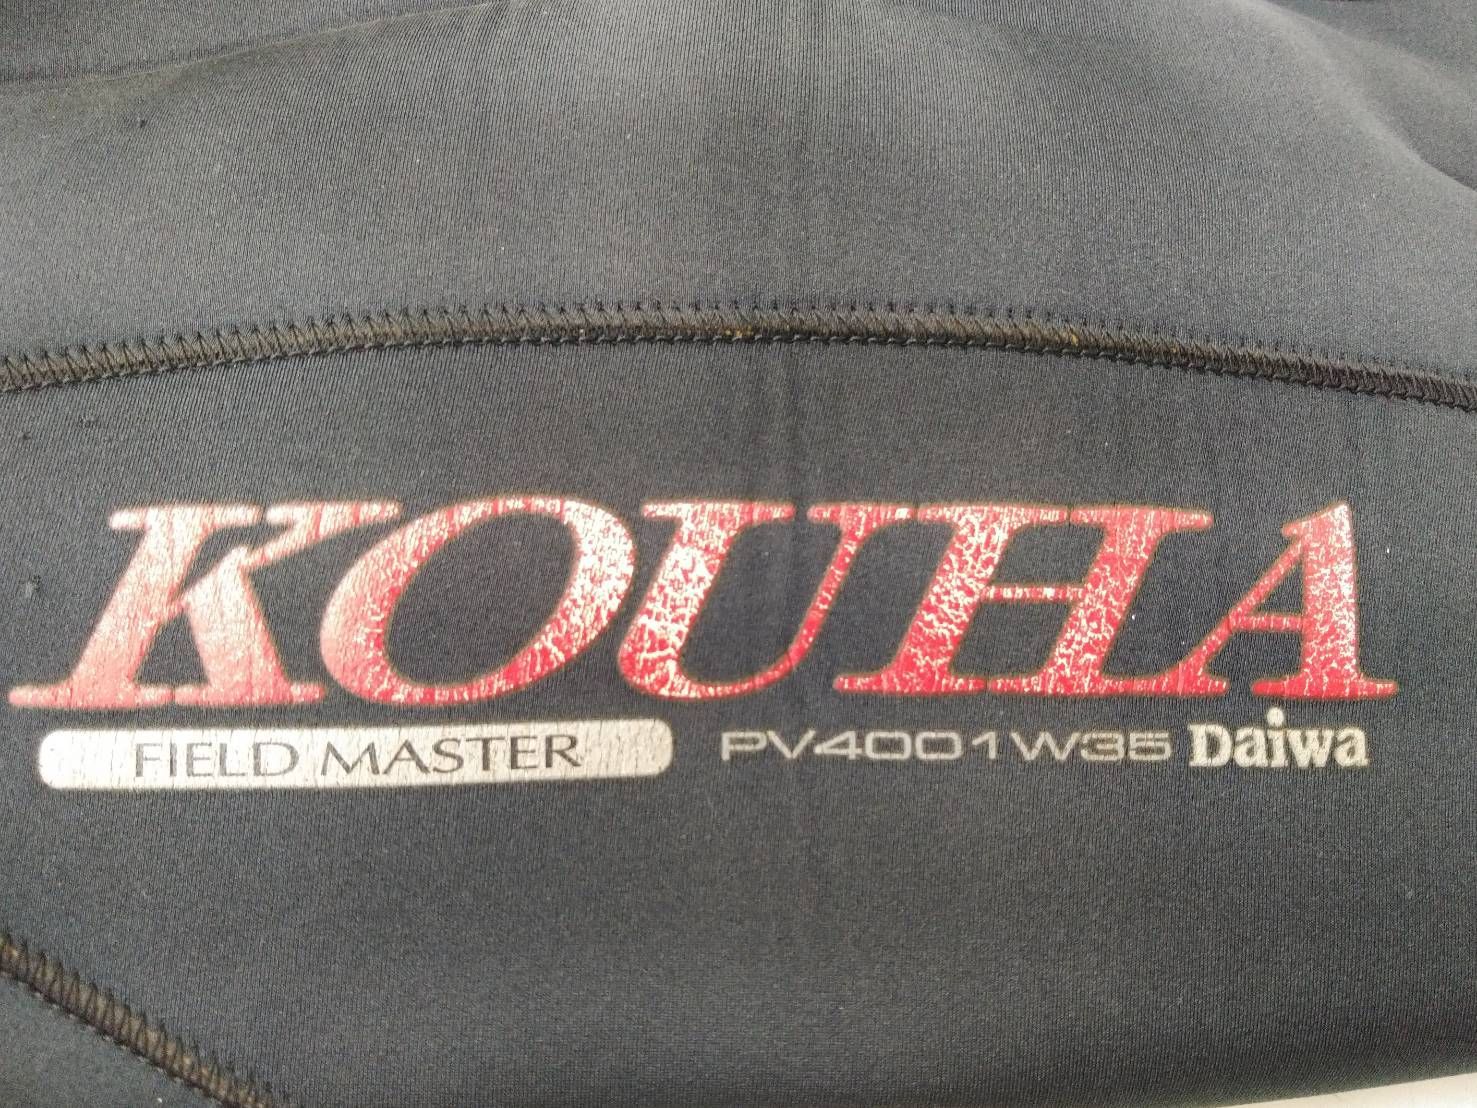 KOUHA
FIELD MASTER PV4001W35 Daiwa